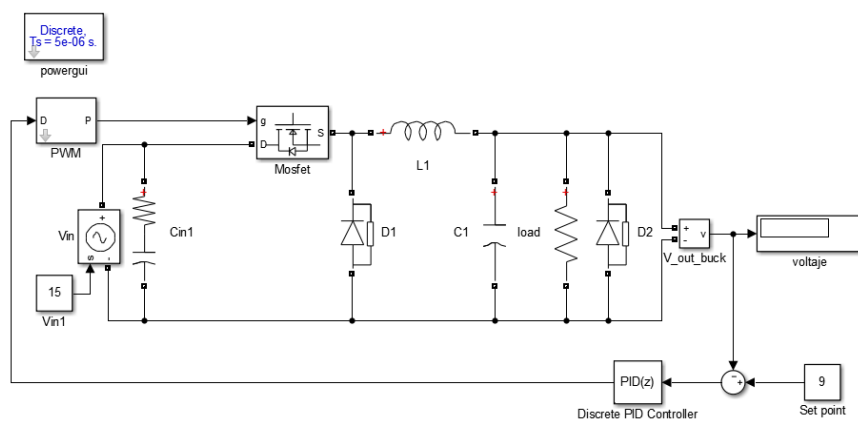 Discrete,
Ts = 5e-06 s.
powergui
D P
PWM
g
D
S
Mosfet
+
L1
+
Cin1
Vin
+
-
s
15
Vin1
D1
+
C1
+
load
D2
+
-
v
V_out_buck
voltaje
PID(z)
Discrete PID Controller
−
+
9
Set point